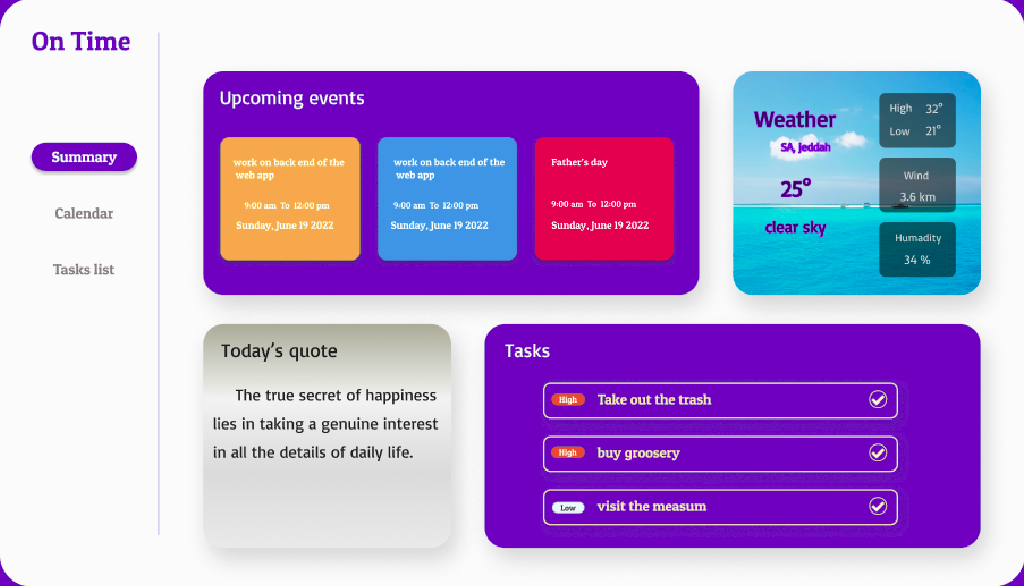 On Time
Summary
Calendar
Tasks list
Upcoming events
work on back end of the
web app
9:00 am To 12:00 pm
Sunday, June 19 2022
work on back end of the
web app
9:00 am To 12:00 pm
Sunday, June 19 2022
Father's day
9:00 am To 12:00 pm
Sunday, June 19 2022
Weather
SA, Jeddah
25°
clear sky
High 32°
Low 21°
Wind
3.6 km
Humadity
34 %
Today's quote
The true secret of happiness
lies in taking a genuine interest
in all the details of daily life.
Tasks
High Take out the trash
High buy groosery
Low visit the measum